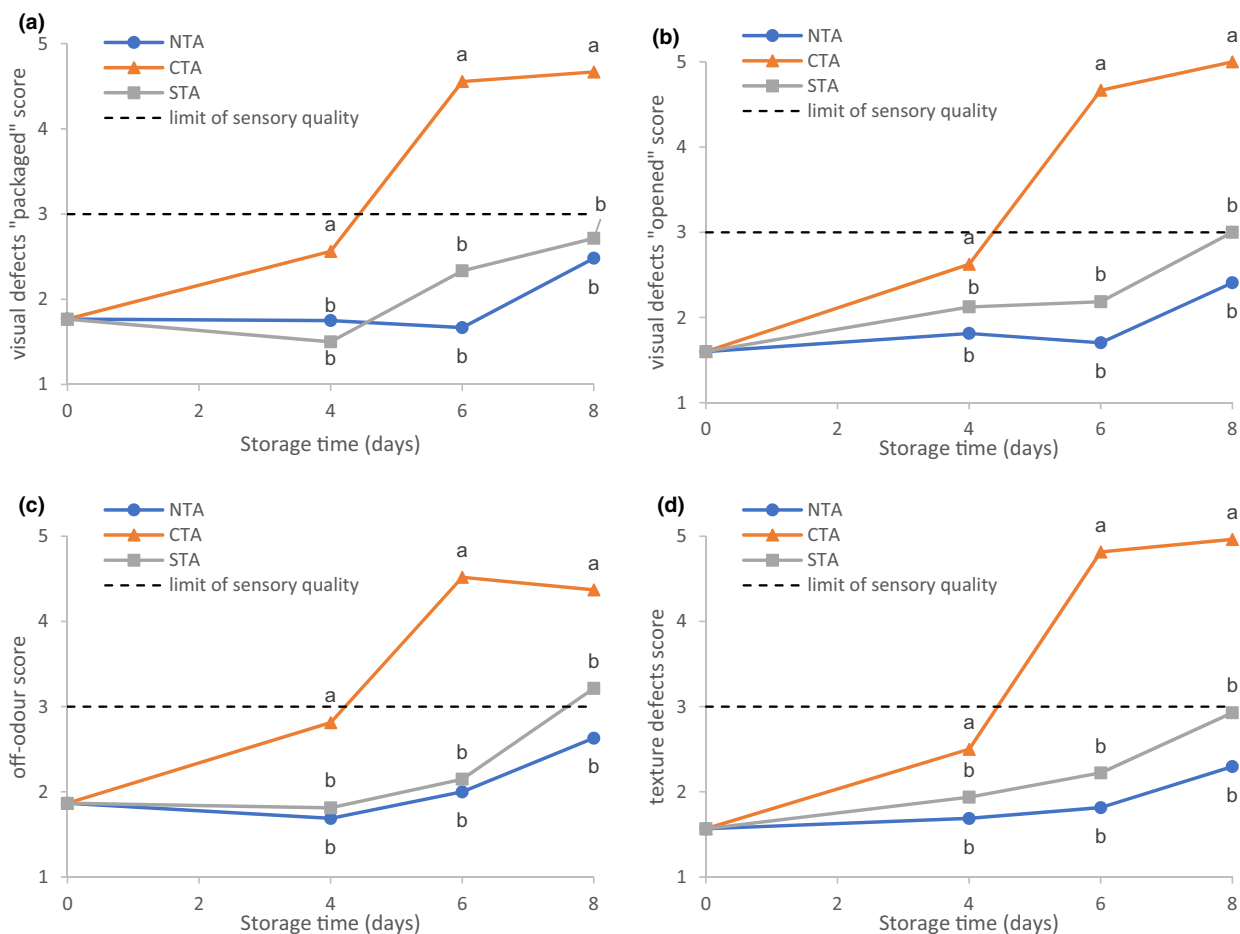 (a)
NTA
CTA
STA
limit of sensory quality
visual defects "packaged" score
5
4
3
2
1
a
a
a
b
b
b
b
b
b
0
2
4
6
8
Storage time (days)
(b)
NTA
CTA
STA
limit of sensory quality
visual defects "opened" score
5
4
3
2
1
a
a
a
b
b
b
b
b
b
0
2
4
6
8
Storage time (days)
(c)
NTA
CTA
STA
limit of sensory quality
off-odour score
5
4
3
2
1
a
a
a
b
b
b
b
b
b
0
2
4
6
8
Storage time (days)
(d)
NTA
CTA
STA
limit of sensory quality
texture defects score
5
4
3
2
1
a
a
a
b
b
b
b
b
b
0
2
4
6
8
Storage time (days)